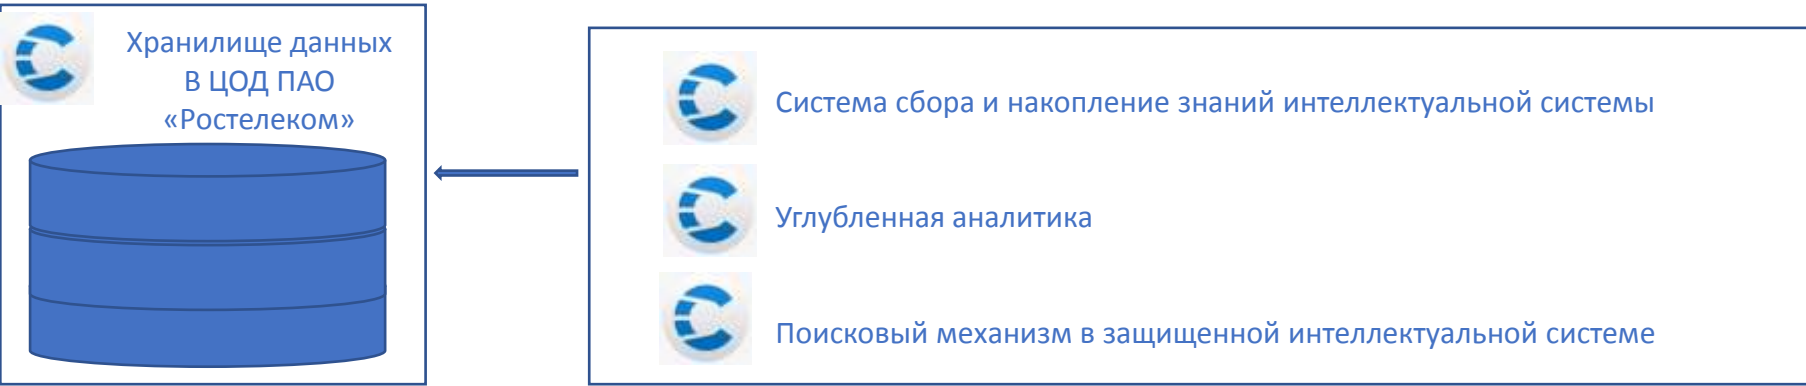 Хранилище данных
В ЦОД ПАО
«Ростелеком»
Система сбора и накопление знаний интеллектуальной системы
Углубленная аналитика
Поисковый механизм в защищенной интеллектуальной системе